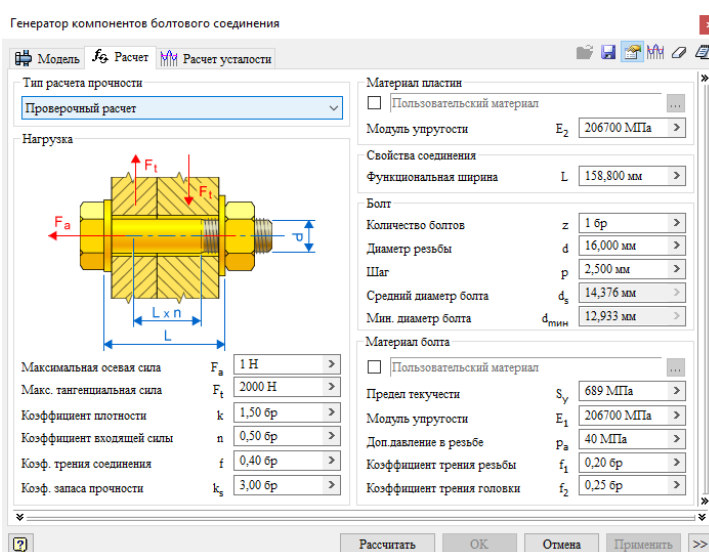 Генератор компонентов болтового соединения
Модель
fG Расчет
Расчет усталости
Тип расчета прочности
Проверочный расчет
Нагрузка
Ft
Ft
Fa
d
L x n
L
Максимальная осевая сила Fa 1 Н >
Макс. тангенциальная сила Ft 2000 Н >
Коэффициент плотности k 1,50 бр >
Коэффициент входящей силы n 0,50 бр >
Коэф. трения соединения f 0,40 бр >
Коэф. запаса прочности ks 3,00 бр >
Материал пластин
Пользовательский материал ...
Модуль упругости E2 206700 МПа >
Свойства соединения
Функциональная ширина L 158,800 мм >
Болт
Количество болтов z 1 бр >
Диаметр резьбы d 16,000 мм >
Шаг p 2,500 мм >
Средний диаметр болта ds 14,376 мм >
Мин. диаметр болта dмин 12,933 мм >
Материал болта
Пользовательский материал ...
Предел текучести Sy 689 МПа >
Модуль упругости E1 206700 МПа >
Доп.давление в резьбе pa 40 МПа >
Коэффициент трения резьбы f1 0,20 бр >
Коэффициент трения головки f2 0,25 бр >
? Рассчитать OK Отмена Применить >>